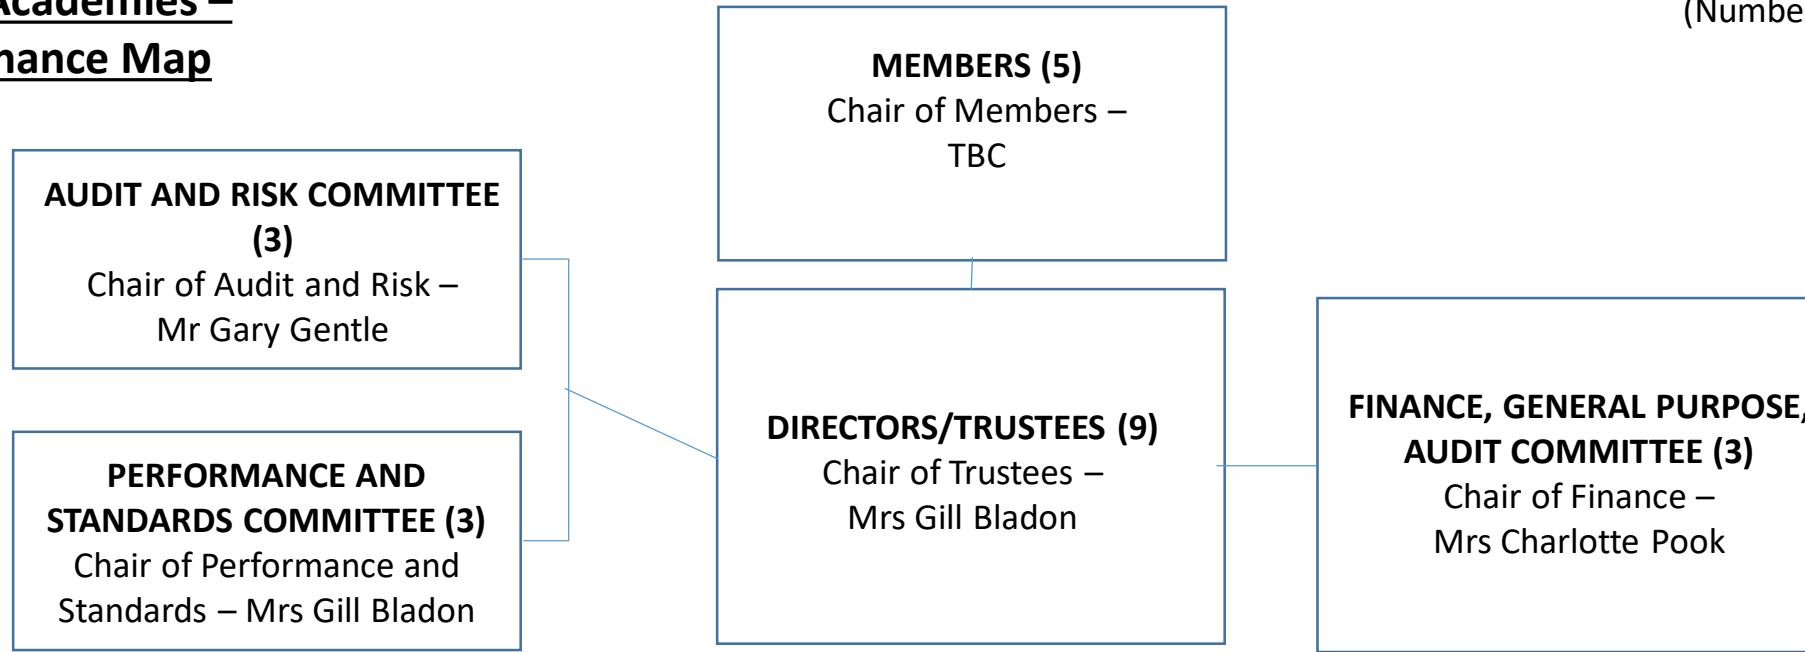 Academies –
nance Map
(Numbe
MEMBERS (5)
Chair of Members –
TBC
AUDIT AND RISK COMMITTEE
(3)
Chair of Audit and Risk –
Mr Gary Gentle
PERFORMANCE AND
STANDARDS COMMITTEE (3)
Chair of Performance and
Standards – Mrs Gill Bladon
DIRECTORS/TRUSTEES (9)
Chair of Trustees –
Mrs Gill Bladon
FINANCE, GENERAL PURPOSE,
AUDIT COMMITTEE (3)
Chair of Finance –
Mrs Charlotte Pook